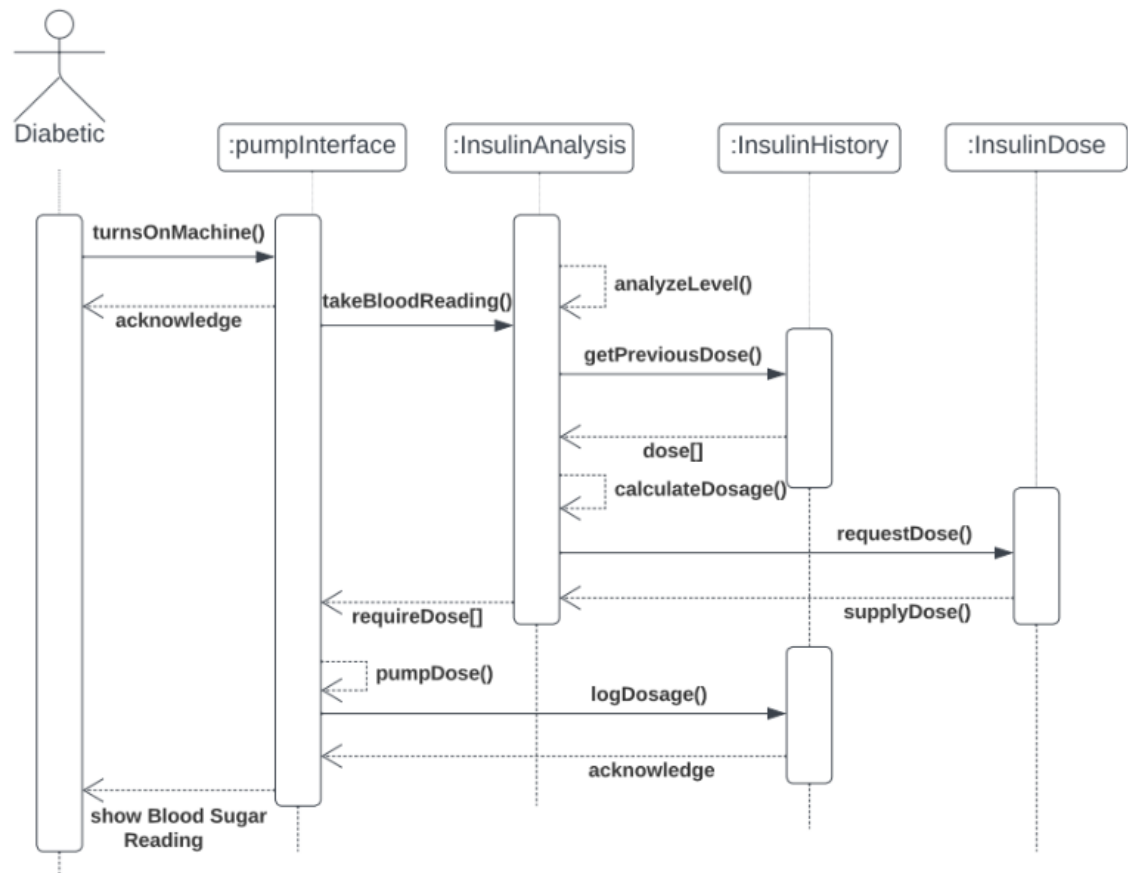 Diabetic
:pumpInterface
:InsulinAnalysis
:InsulinHistory
:InsulinDose
turnsOnMachine()
analyzeLevel()
takeBloodReading()
acknowledge
getPreviousDose()
dose[]
calculateDosage()
requestDose()
supplyDose()
requireDose[]
pumpDose()
logDosage()
acknowledge
show Blood Sugar
Reading